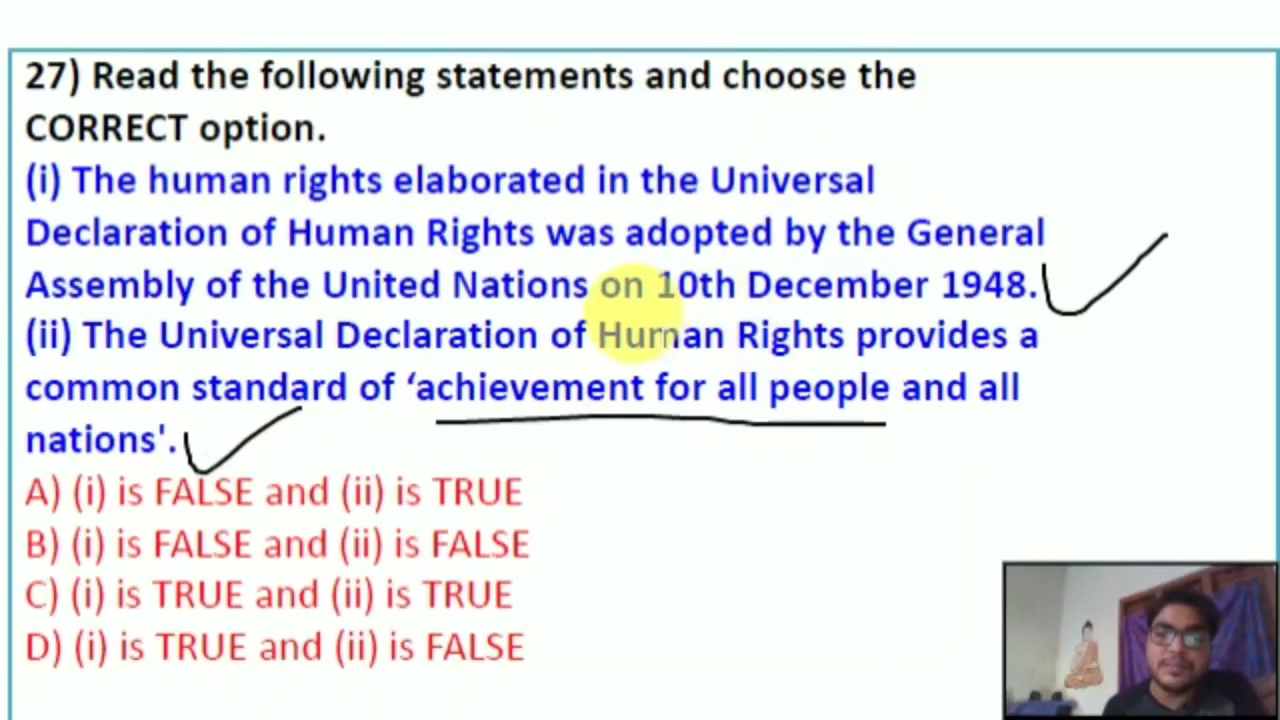 27) Read the following statements and choose the
CORRECT option.
(i) The human rights elaborated in the Universal
Declaration of Human Rights was adopted by the General
Assembly of the United Nations on 10th December 1948.
(ii) The Universal Declaration of Human Rights provides a
common standard of ‘achievement for all people and all
nations'.
A) (i) is FALSE and (ii) is TRUE
B) (i) is FALSE and (ii) is FALSE
C) (i) is TRUE and (ii) is TRUE
D) (i) is TRUE and (ii) is FALSE